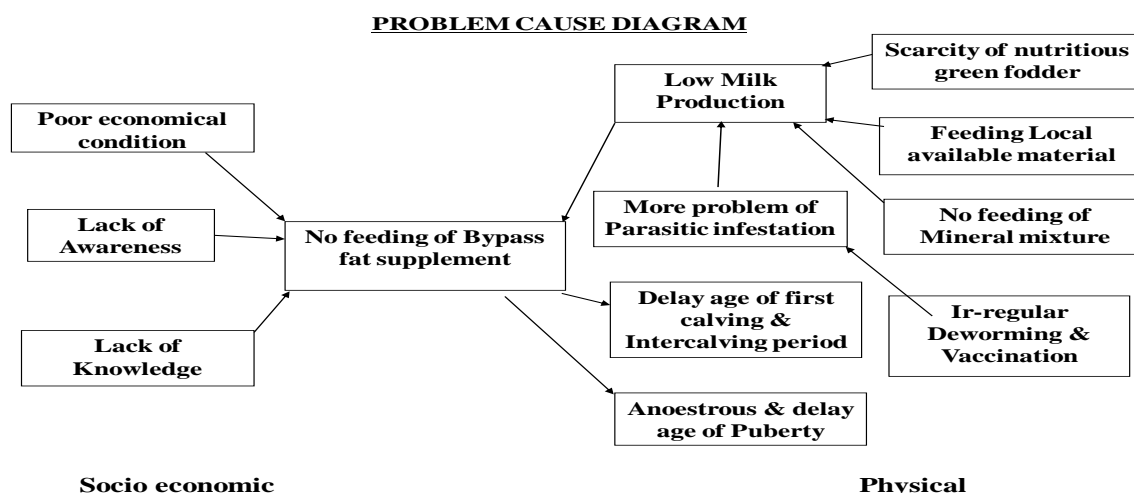 PROBLEM CAUSE DIAGRAM
Scarcity of nutritious
green fodder
Low Milk
Production
Poor economical
condition
Feeding Local
available material
More problem of
Parasitic infestation
No feeding of
Mineral mixture
Lack of
Awareness
No feeding of Bypass
fat supplement
Delay age of first
calving &
Intercalving period
Ir-regular
Deworming &
Vaccination
Lack of
Knowledge
Anoestrous & delay
age of Puberty
Socio economic
Physical